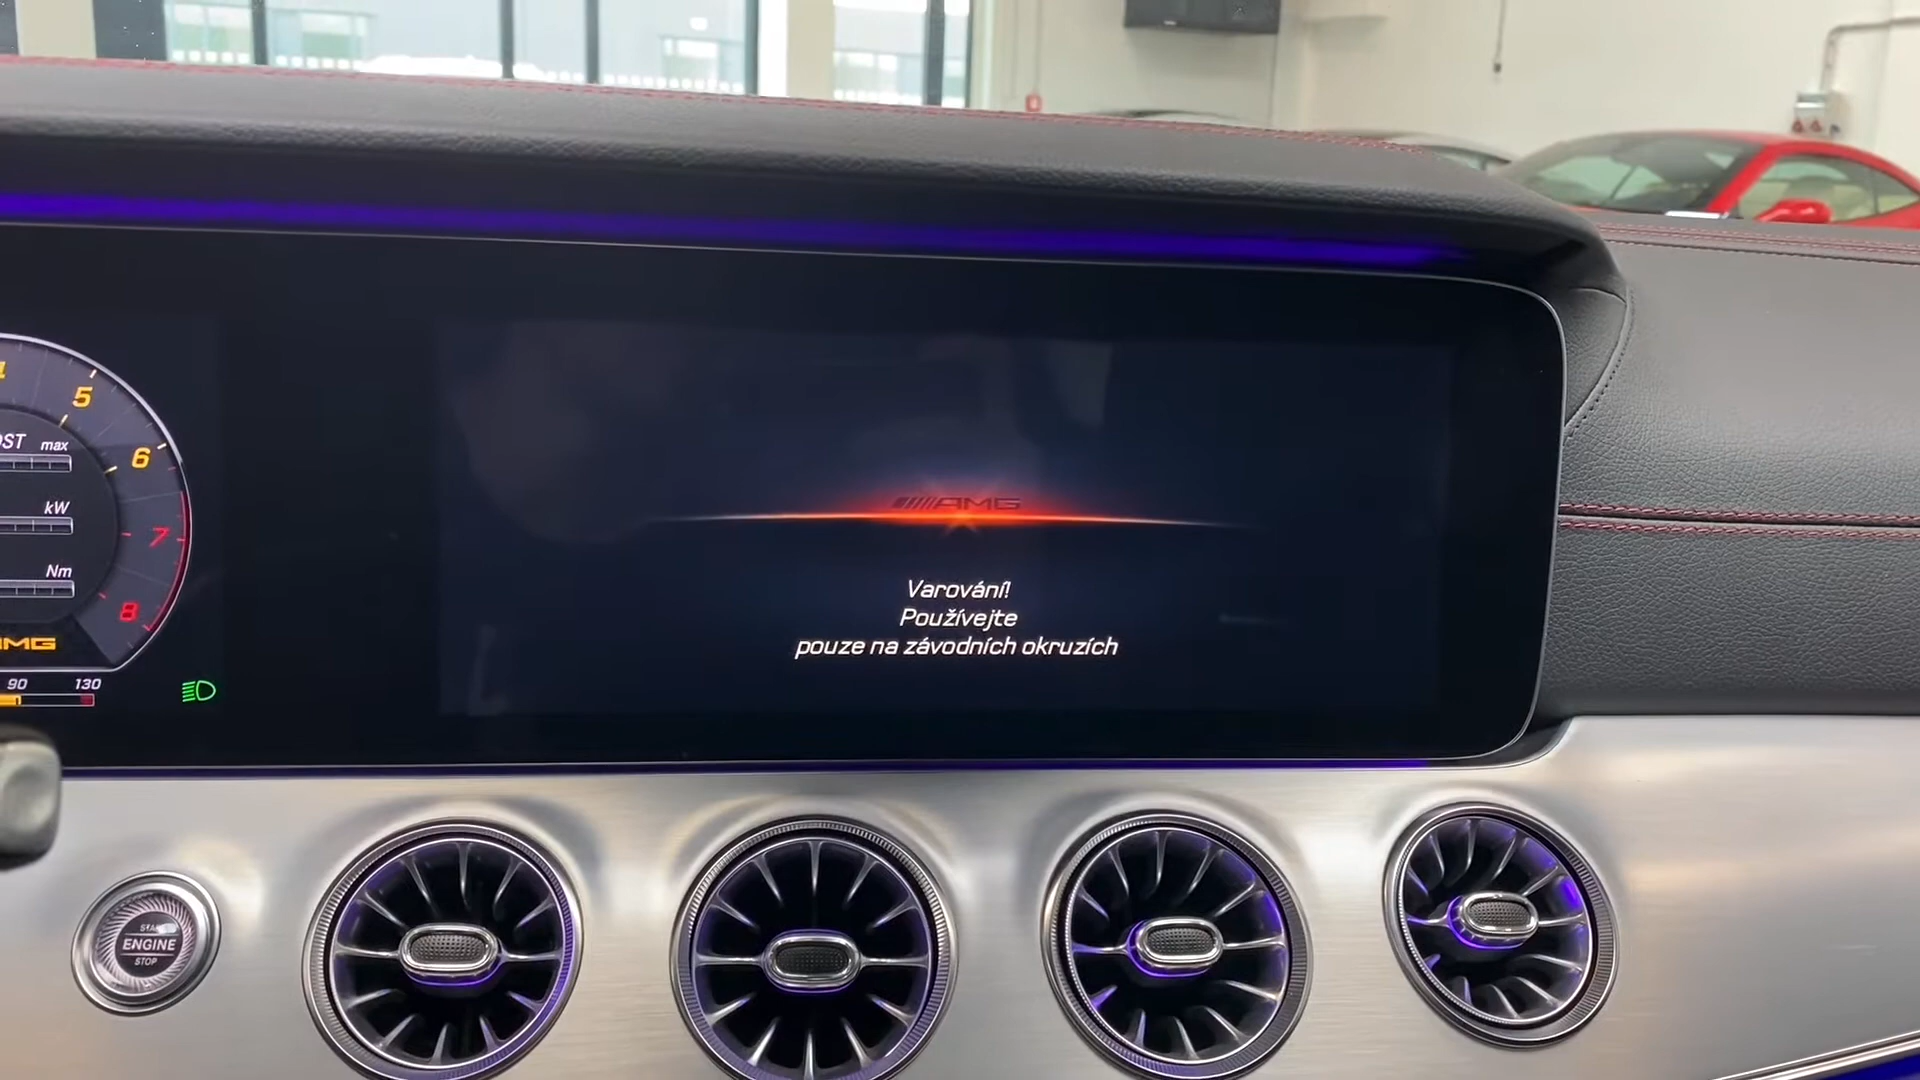 5
6
max
kW
7
Nm
8
90
130
AMG
Varování!
Používejte
pouze na závodních okruzích
ENGINE
STOP